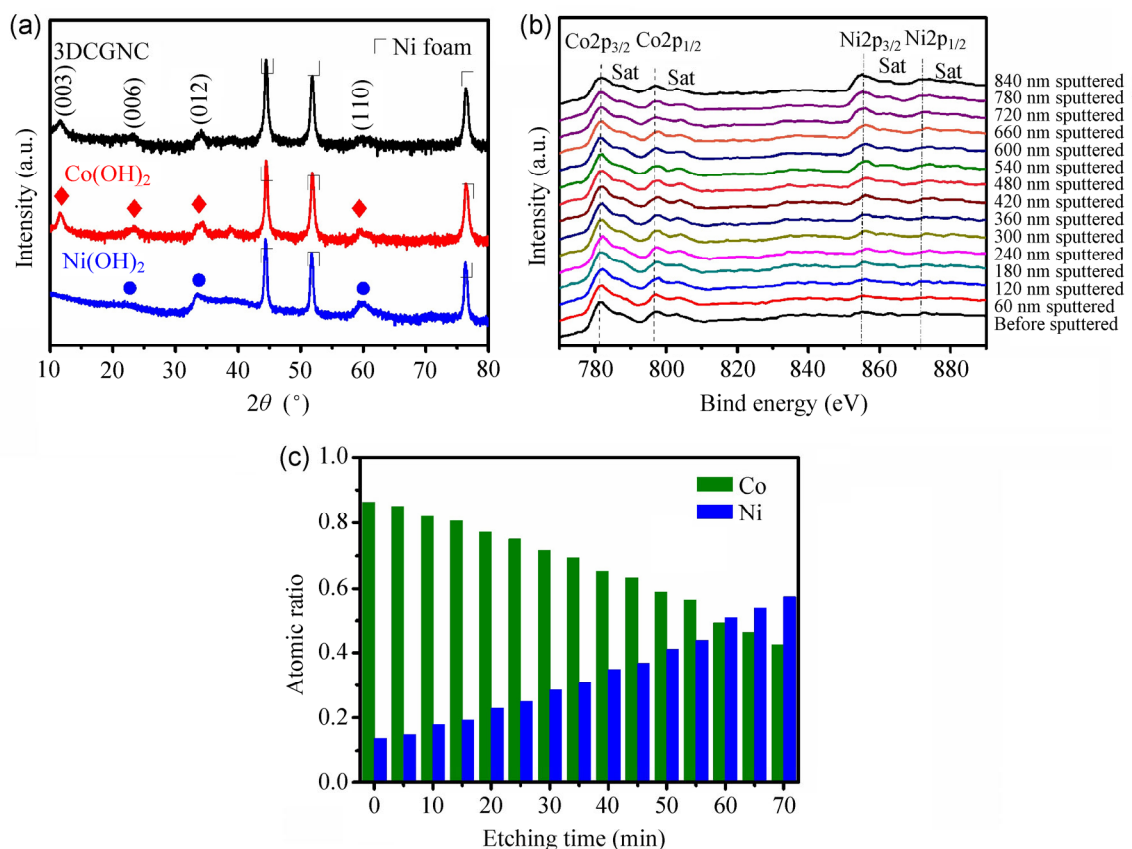 (a)
3DCGNC
Ni foam
(003)
(006)
(012)
(110)
Co(OH)₂
Ni(OH)₂
Intensity (a.u.)
10 20 30 40 50 60 70 80
2θ (°)
(b)
Co2p₃/₂ Co2p₁/₂ Ni2p₃/₂ Ni2p₁/₂
Sat Sat Sat Sat
840 nm sputtered
780 nm sputtered
720 nm sputtered
660 nm sputtered
600 nm sputtered
540 nm sputtered
480 nm sputtered
420 nm sputtered
360 nm sputtered
300 nm sputtered
240 nm sputtered
180 nm sputtered
120 nm sputtered
60 nm sputtered
Before sputtered
Intensity (a.u.)
780 800 820 840 860 880
Bind energy (eV)
(c)
Co
Ni
1.0
0.8
0.6
0.4
0.2
0.0
Atomic ratio
0 10 20 30 40 50 60 70
Etching time (min)